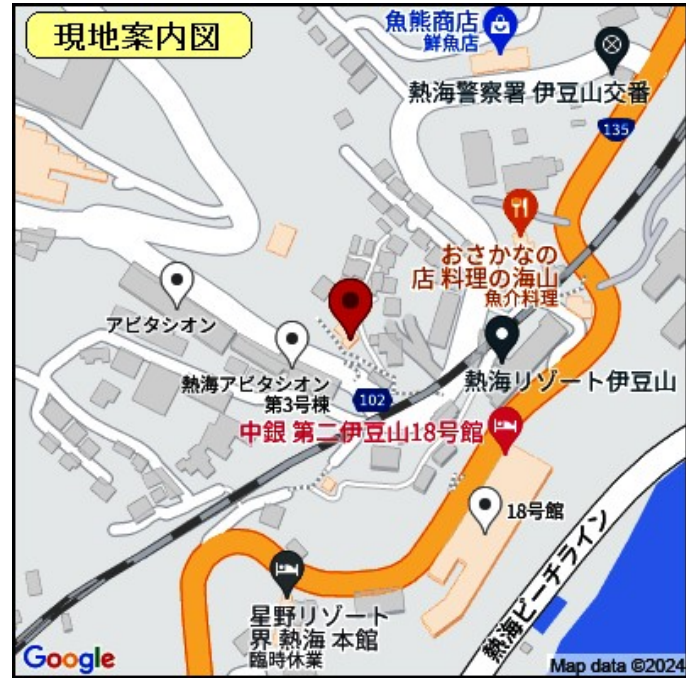 現地案内図
魚熊商店
鮮魚店
熱海警察署 伊豆山交番
135
おさかなの
店 料理の海山
魚介料理
アビタシオン
熱海アビタシオン
第3号棟
熱海リゾート伊豆山
102
中銀 第二伊豆山18号館
18号館
熱海ビーチライン
星野リゾート
界 熱海 本館
臨時休業
Google
Map data ©2024